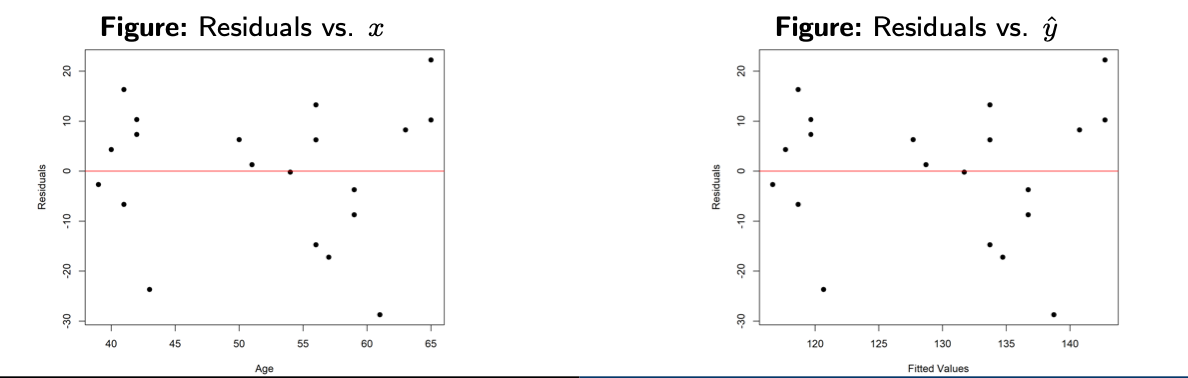 Figure: Residuals vs. x
20
10
0
-10
-20
-30
Residuals
40 45 50 55 60 65
Age
Figure: Residuals vs. ŷ
20
10
0
-10
-20
-30
Residuals
120 125 130 135 140
Fitted Values